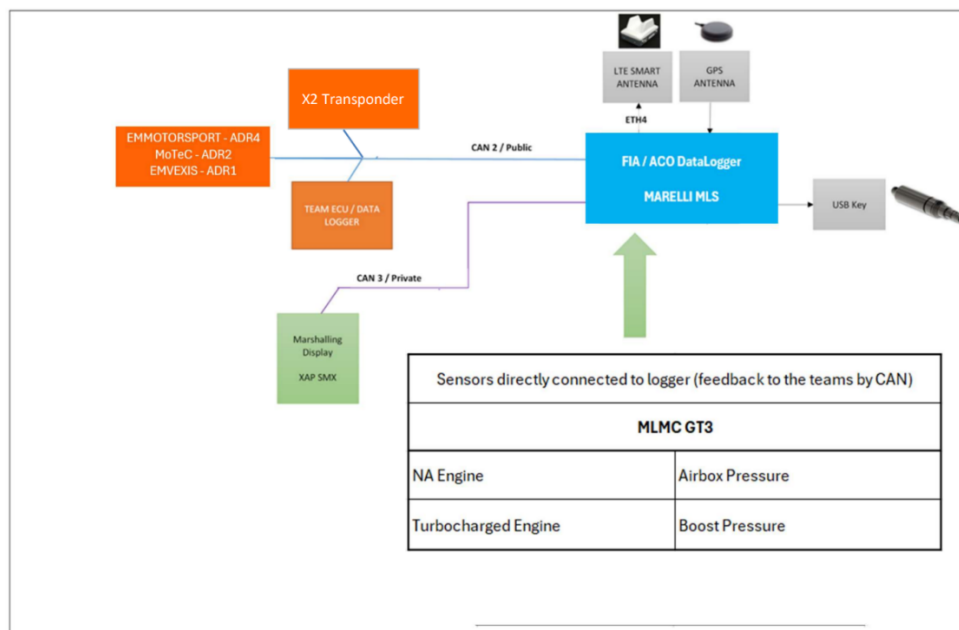 LTE SMART
ANTENNA
GPS
ANTENNA
X2 Transponder
ETH4
EMMOTORSPORT - ADR4
MoTeC - ADR2
EMVEXIS - ADR1
CAN 2 / Public
FIA / ACO DataLogger
MARELLI MLS
TEAM ECU / DATA
LOGGER
USB Key
CAN 3 / Private
Marshalling
Display
XAP SMX
Sensors directly connected to logger (feedback to the teams by CAN)
MLMC GT3
NA Engine
Airbox Pressure
Turbocharged Engine
Boost Pressure